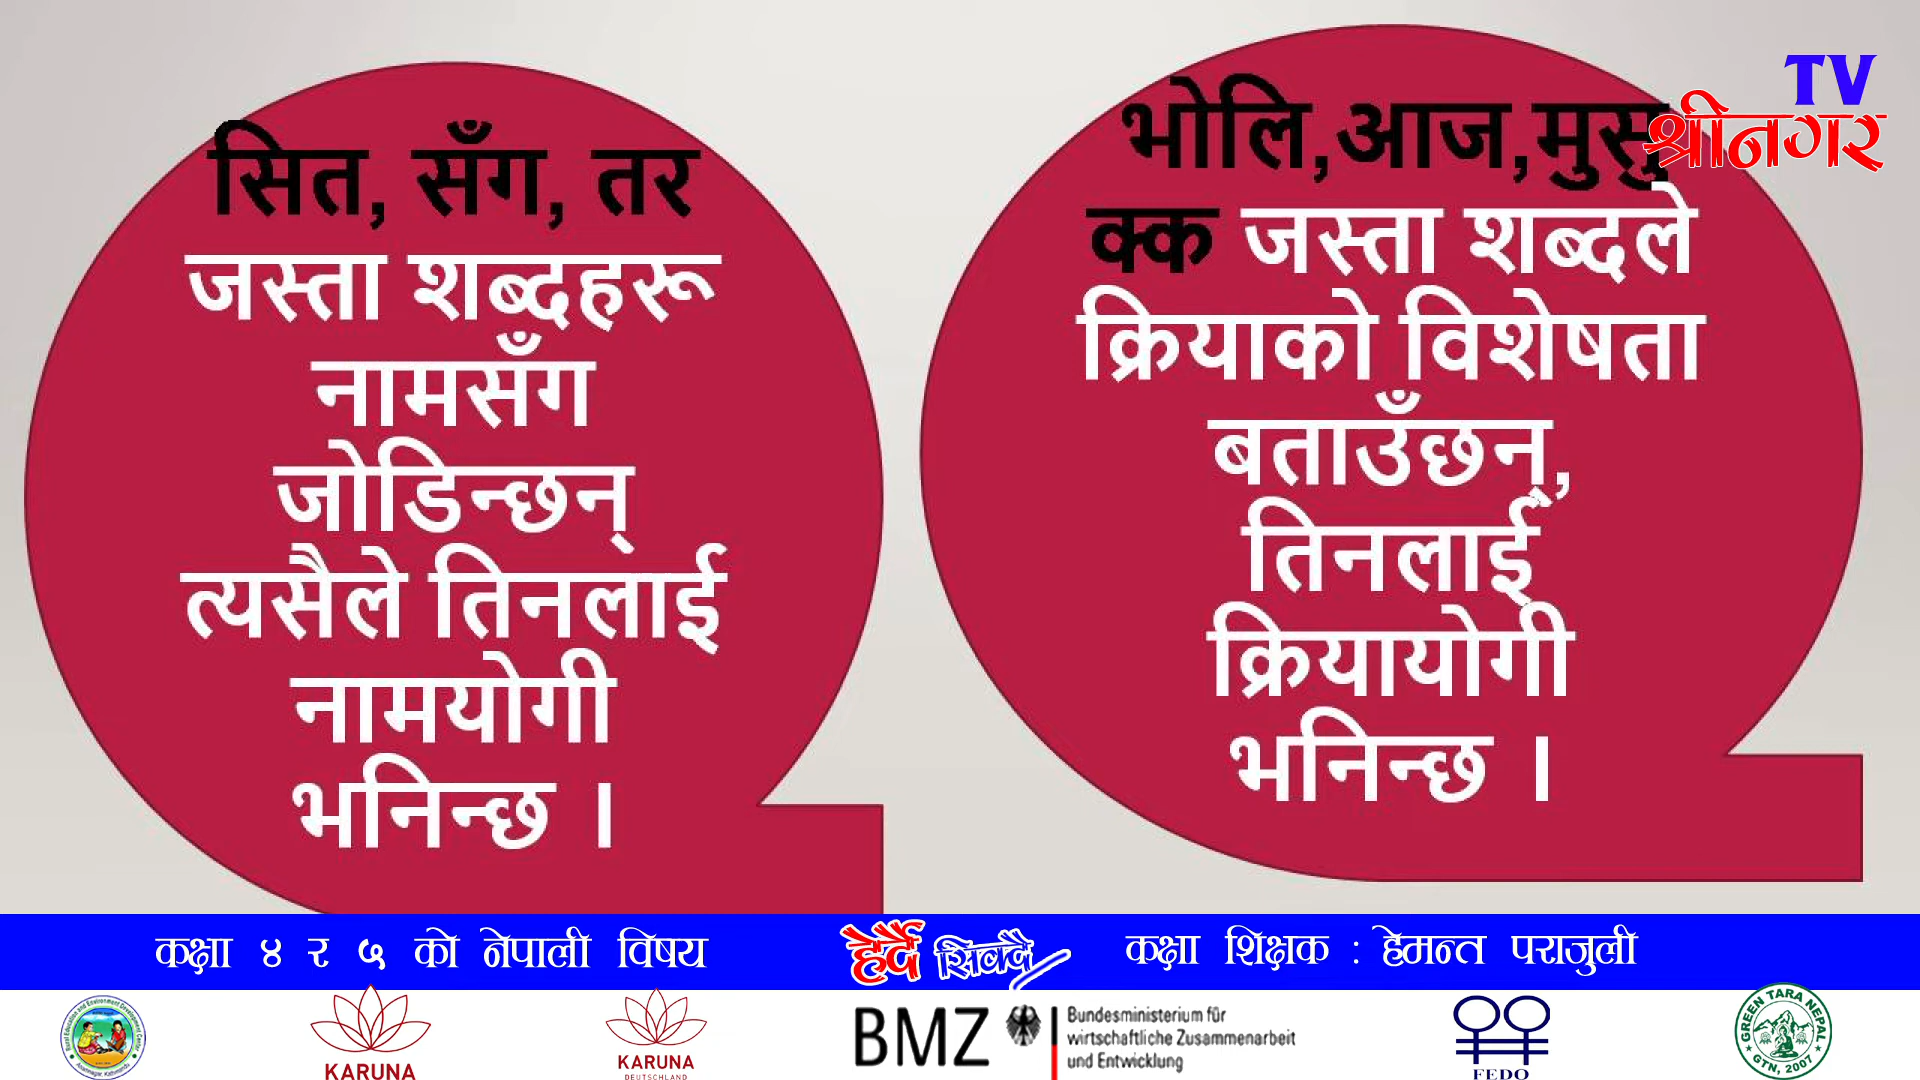 सित, सँग, तर
जस्ता शब्दहरू
नामसँग
जोडिन्छन्
त्यसैले तिनलाई
नामयोगी
भनिन्छ ।
भोलि,आज,मुसु
क्क जस्ता शब्दले
क्रियाको विशेषता
बताउँछन्,
तिनलाई
क्रियायोगी
भनिन्छ ।
TV
श्रीनगर
कक्षा ४ र ५ को नेपाली विषय
हेर्दै सिक्दै
कक्षा शिक्षक : हेमन्त पराजुली
KARUNA
KARUNA
DEUTSCHLAND
BMZ
Bundesministerium für
wirtschaftliche Zusammenarbeit
und Entwicklung
FEDO
GREEN TARA NEPAL
GTN, 2007